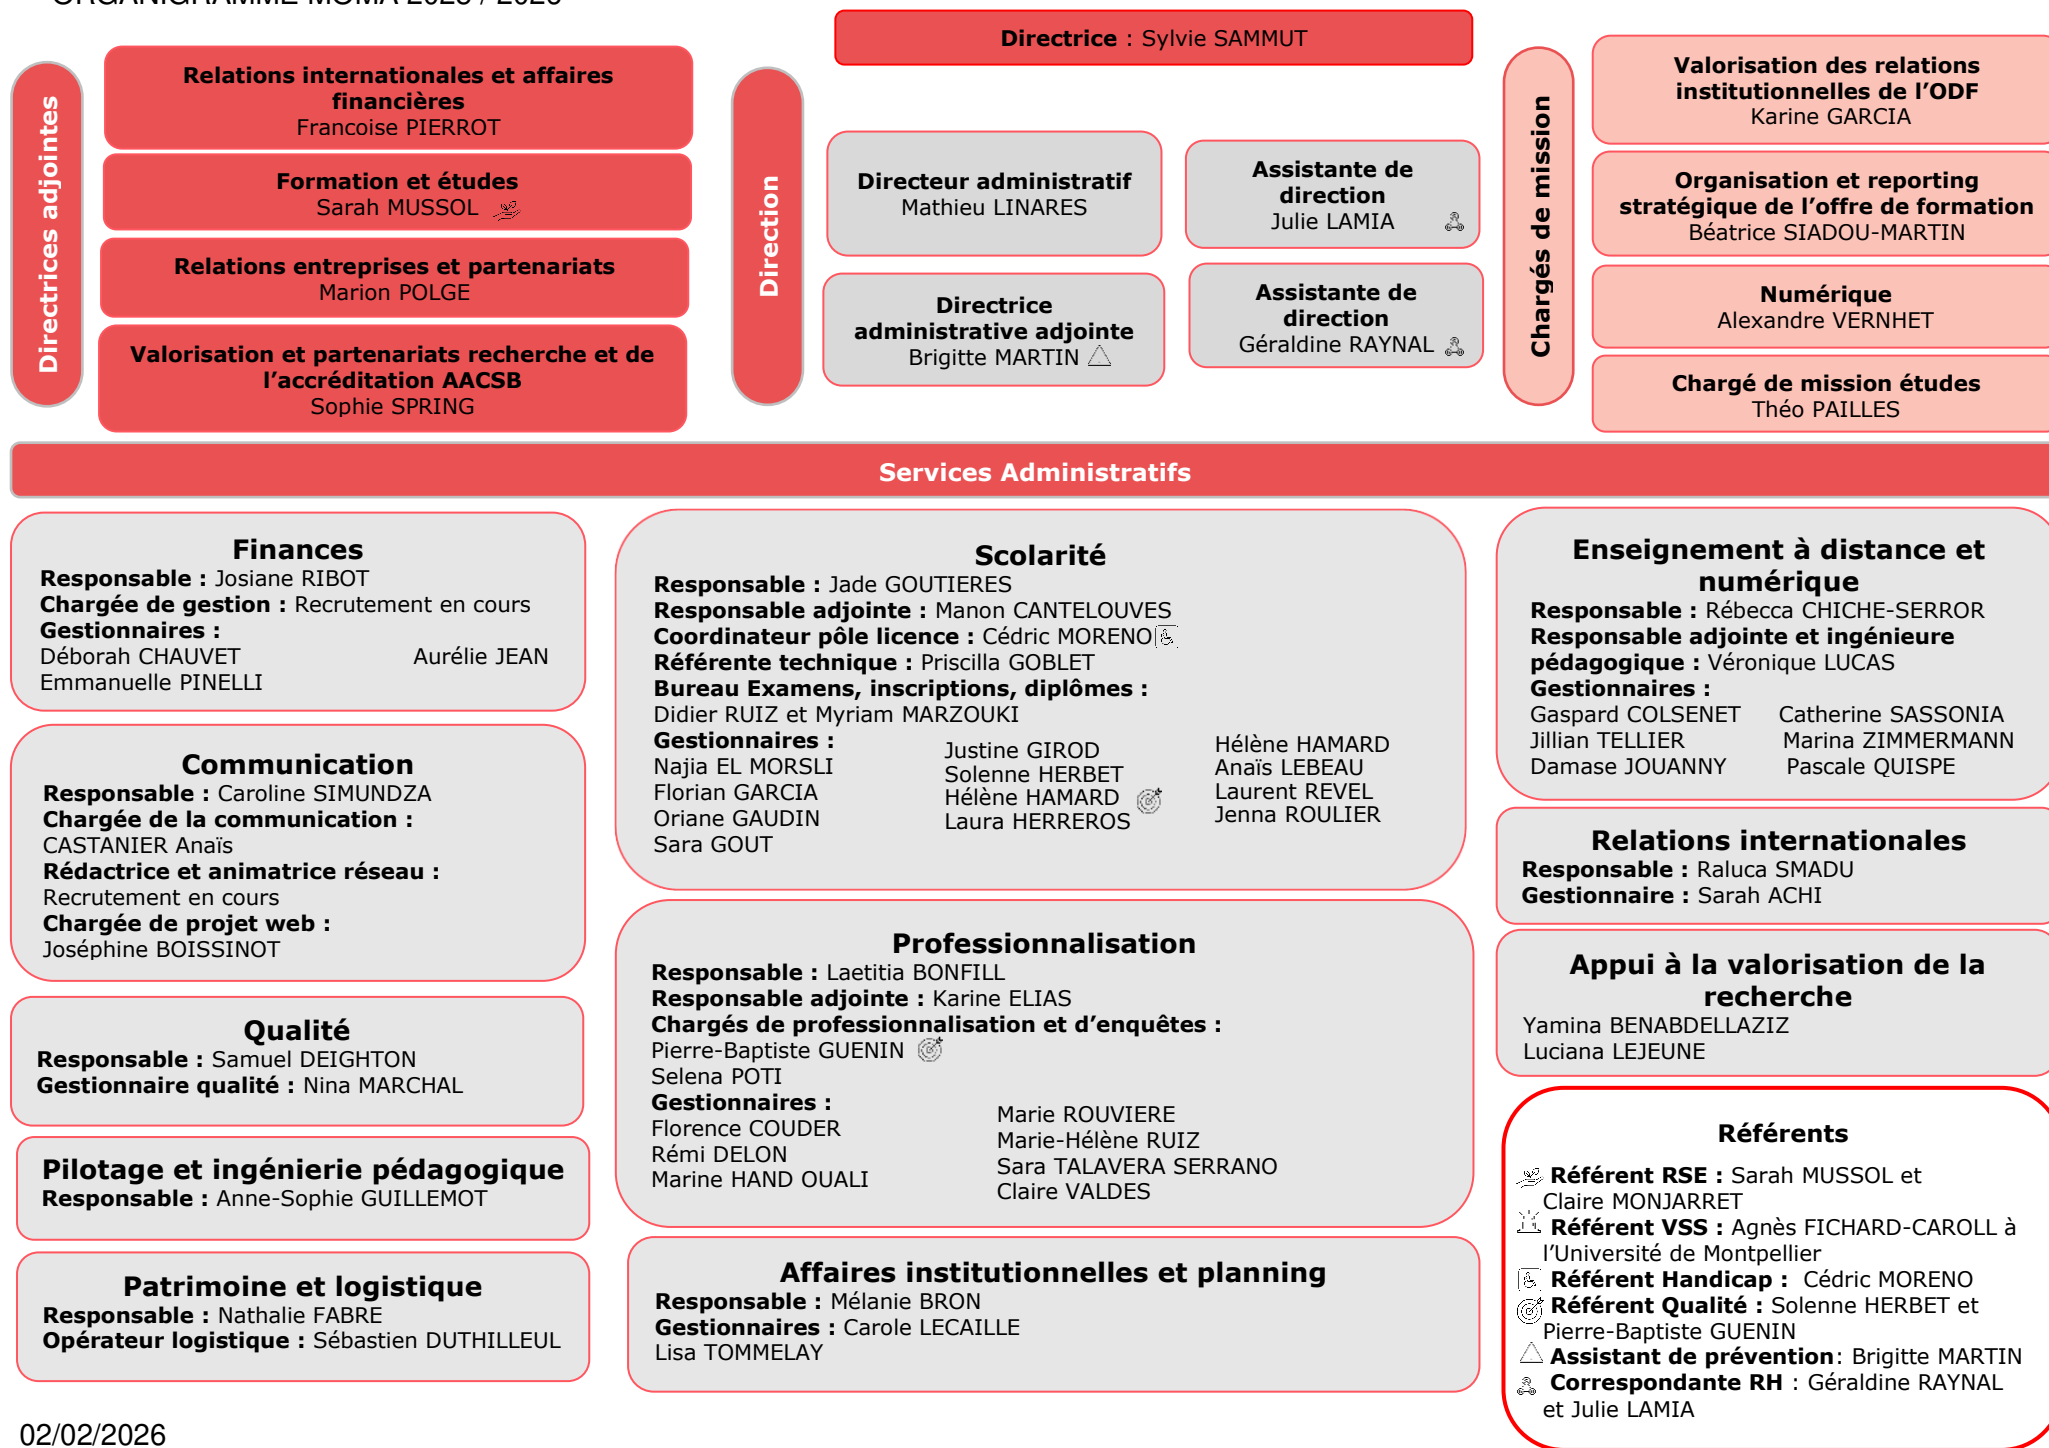 ORGANIGRAMME MOMA 2025 / 2026
Directrices adjointes
Relations internationales et affaires
financières
Francoise PIERROT
Formation et études
Sarah MUSSOL
Relations entreprises et partenariats
Marion POLGE
Valorisation et partenariats recherche et de
l'accréditation AACSB
Sophie SPRING
Direction
Directrice : Sylvie SAMMUT
Directeur administratif
Mathieu LINARES
Assistante de
direction
Julie LAMIA
Directrice
administrative adjointe
Brigitte MARTIN
Assistante de
direction
Géraldine RAYNAL
Chargés de mission
Valorisation des relations
institutionnelles de l'ODF
Karine GARCIA
Organisation et reporting
stratégique de l'offre de formation
Béatrice SIADOU-MARTIN
Numérique
Alexandre VERNHET
Chargé de mission études
Théo PAILLES
Services Administratifs
Finances
Responsable : Josiane RIBOT
Chargée de gestion : Recrutement en cours
Gestionnaires :
Déborah CHAUVET Aurélie JEAN
Emmanuelle PINELLI
Communication
Responsable : Caroline SIMUNDZA
Chargée de la communication :
CASTANIER Anaïs
Rédactrice et animatrice réseau :
Recrutement en cours
Chargée de projet web :
Joséphine BOISSINOT
Qualité
Responsable : Samuel DEIGHTON
Gestionnaire qualité : Nina MARCHAL
Pilotage et ingénierie pédagogique
Responsable : Anne-Sophie GUILLEMOT
Patrimoine et logistique
Responsable : Nathalie FABRE
Opérateur logistique : Sébastien DUTHILLEUL
Scolarité
Responsable : Jade GOUTIERES
Responsable adjointe : Manon CANTELOUVES
Coordinateur pôle licence : Cédric MORENO
Référente technique : Priscilla GOBLET
Bureau Examens, inscriptions, diplômes :
Didier RUIZ et Myriam MARZOUKI
Gestionnaires :
Najia EL MORSLI
Florian GARCIA
Oriane GAUDIN
Sara GOUT
Justine GIROD
Solenne HERBET
Hélène HAMARD
Laura HERREROS
Hélène HAMARD
Anaïs LEBEAU
Laurent REVEL
Jenna ROULIER
Professionnalisation
Responsable : Laetitia BONFILL
Responsable adjointe : Karine ELIAS
Chargés de professionnalisation et d'enquêtes :
Pierre-Baptiste GUENIN
Selena POTI
Gestionnaires :
Florence COUDER
Rémi DELON
Marine HAND OUALI
Marie ROUVIERE
Marie-Hélène RUIZ
Sara TALAVERA SERRANO
Claire VALDES
Affaires institutionnelles et planning
Responsable : Mélanie BRON
Gestionnaires : Carole LECAILLE
Lisa TOMMELAY
Enseignement à distance et
numérique
Responsable : Rébecca CHICHE-SERROR
Responsable adjointe et ingénieure
pédagogique : Véronique LUCAS
Gestionnaires :
Gaspard COLSENET Catherine SASSONIA
Jillian TELLIER Marina ZIMMERMANN
Damase JOUANNY Pascale QUISPE
Relations internationales
Responsable : Raluca SMADU
Gestionnaire : Sarah ACHI
Appui à la valorisation de la
recherche
Yamina BENABDELLAZIZ
Luciana LEJEUNE
Référents
Référent RSE : Sarah MUSSOL et
Claire MONJARRET
Référent VSS : Agnès FICHARD-CAROLL à
l'Université de Montpellier
Référent Handicap : Cédric MORENO
Référent Qualité : Solenne HERBET et
Pierre-Baptiste GUENIN
Assistant de prévention: Brigitte MARTIN
Correspondante RH : Géraldine RAYNAL
et Julie LAMIA
02/02/2026